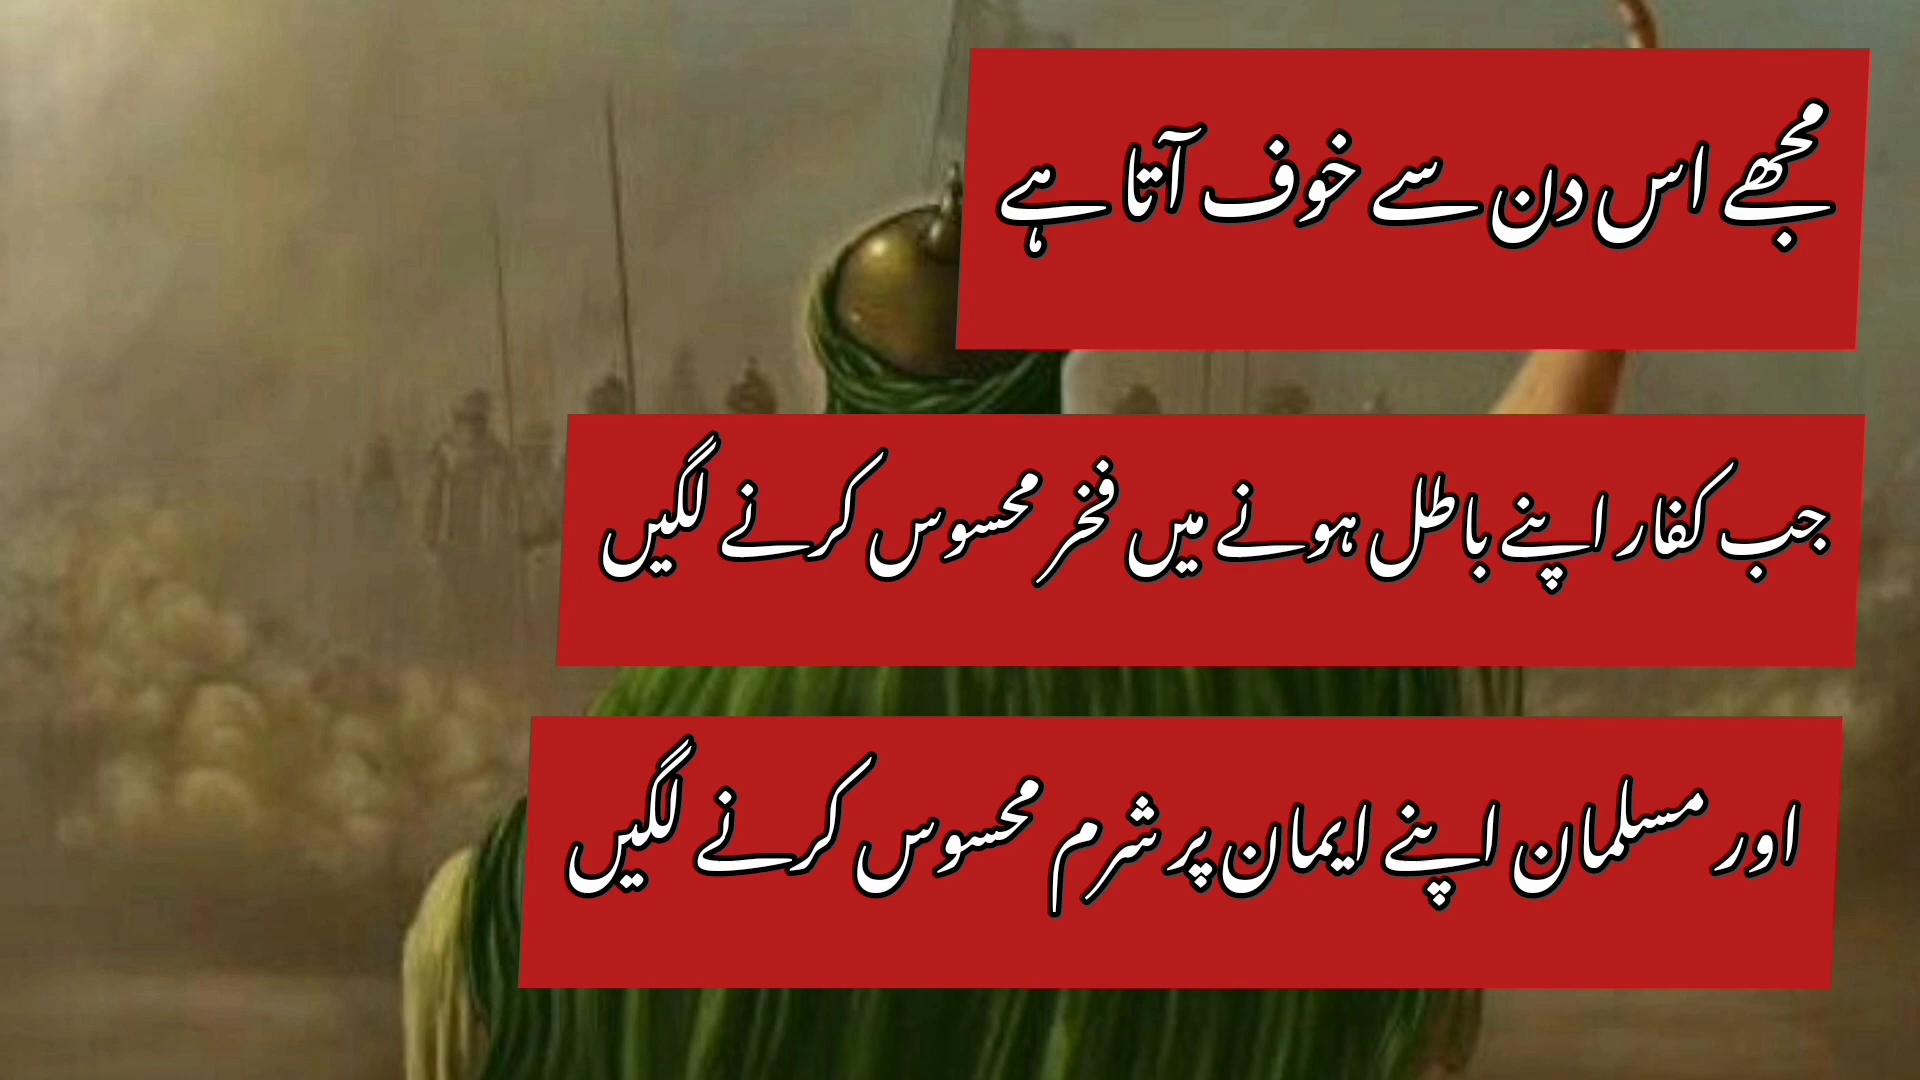 مجھے اس دن سے خوف آتا ہے
جب کفار اپنے باطل ہونے میں فخر محسوس کرنے لگیں
اور مسلمان اپنے ایمان پر شرم محسوس کرنے لگیں